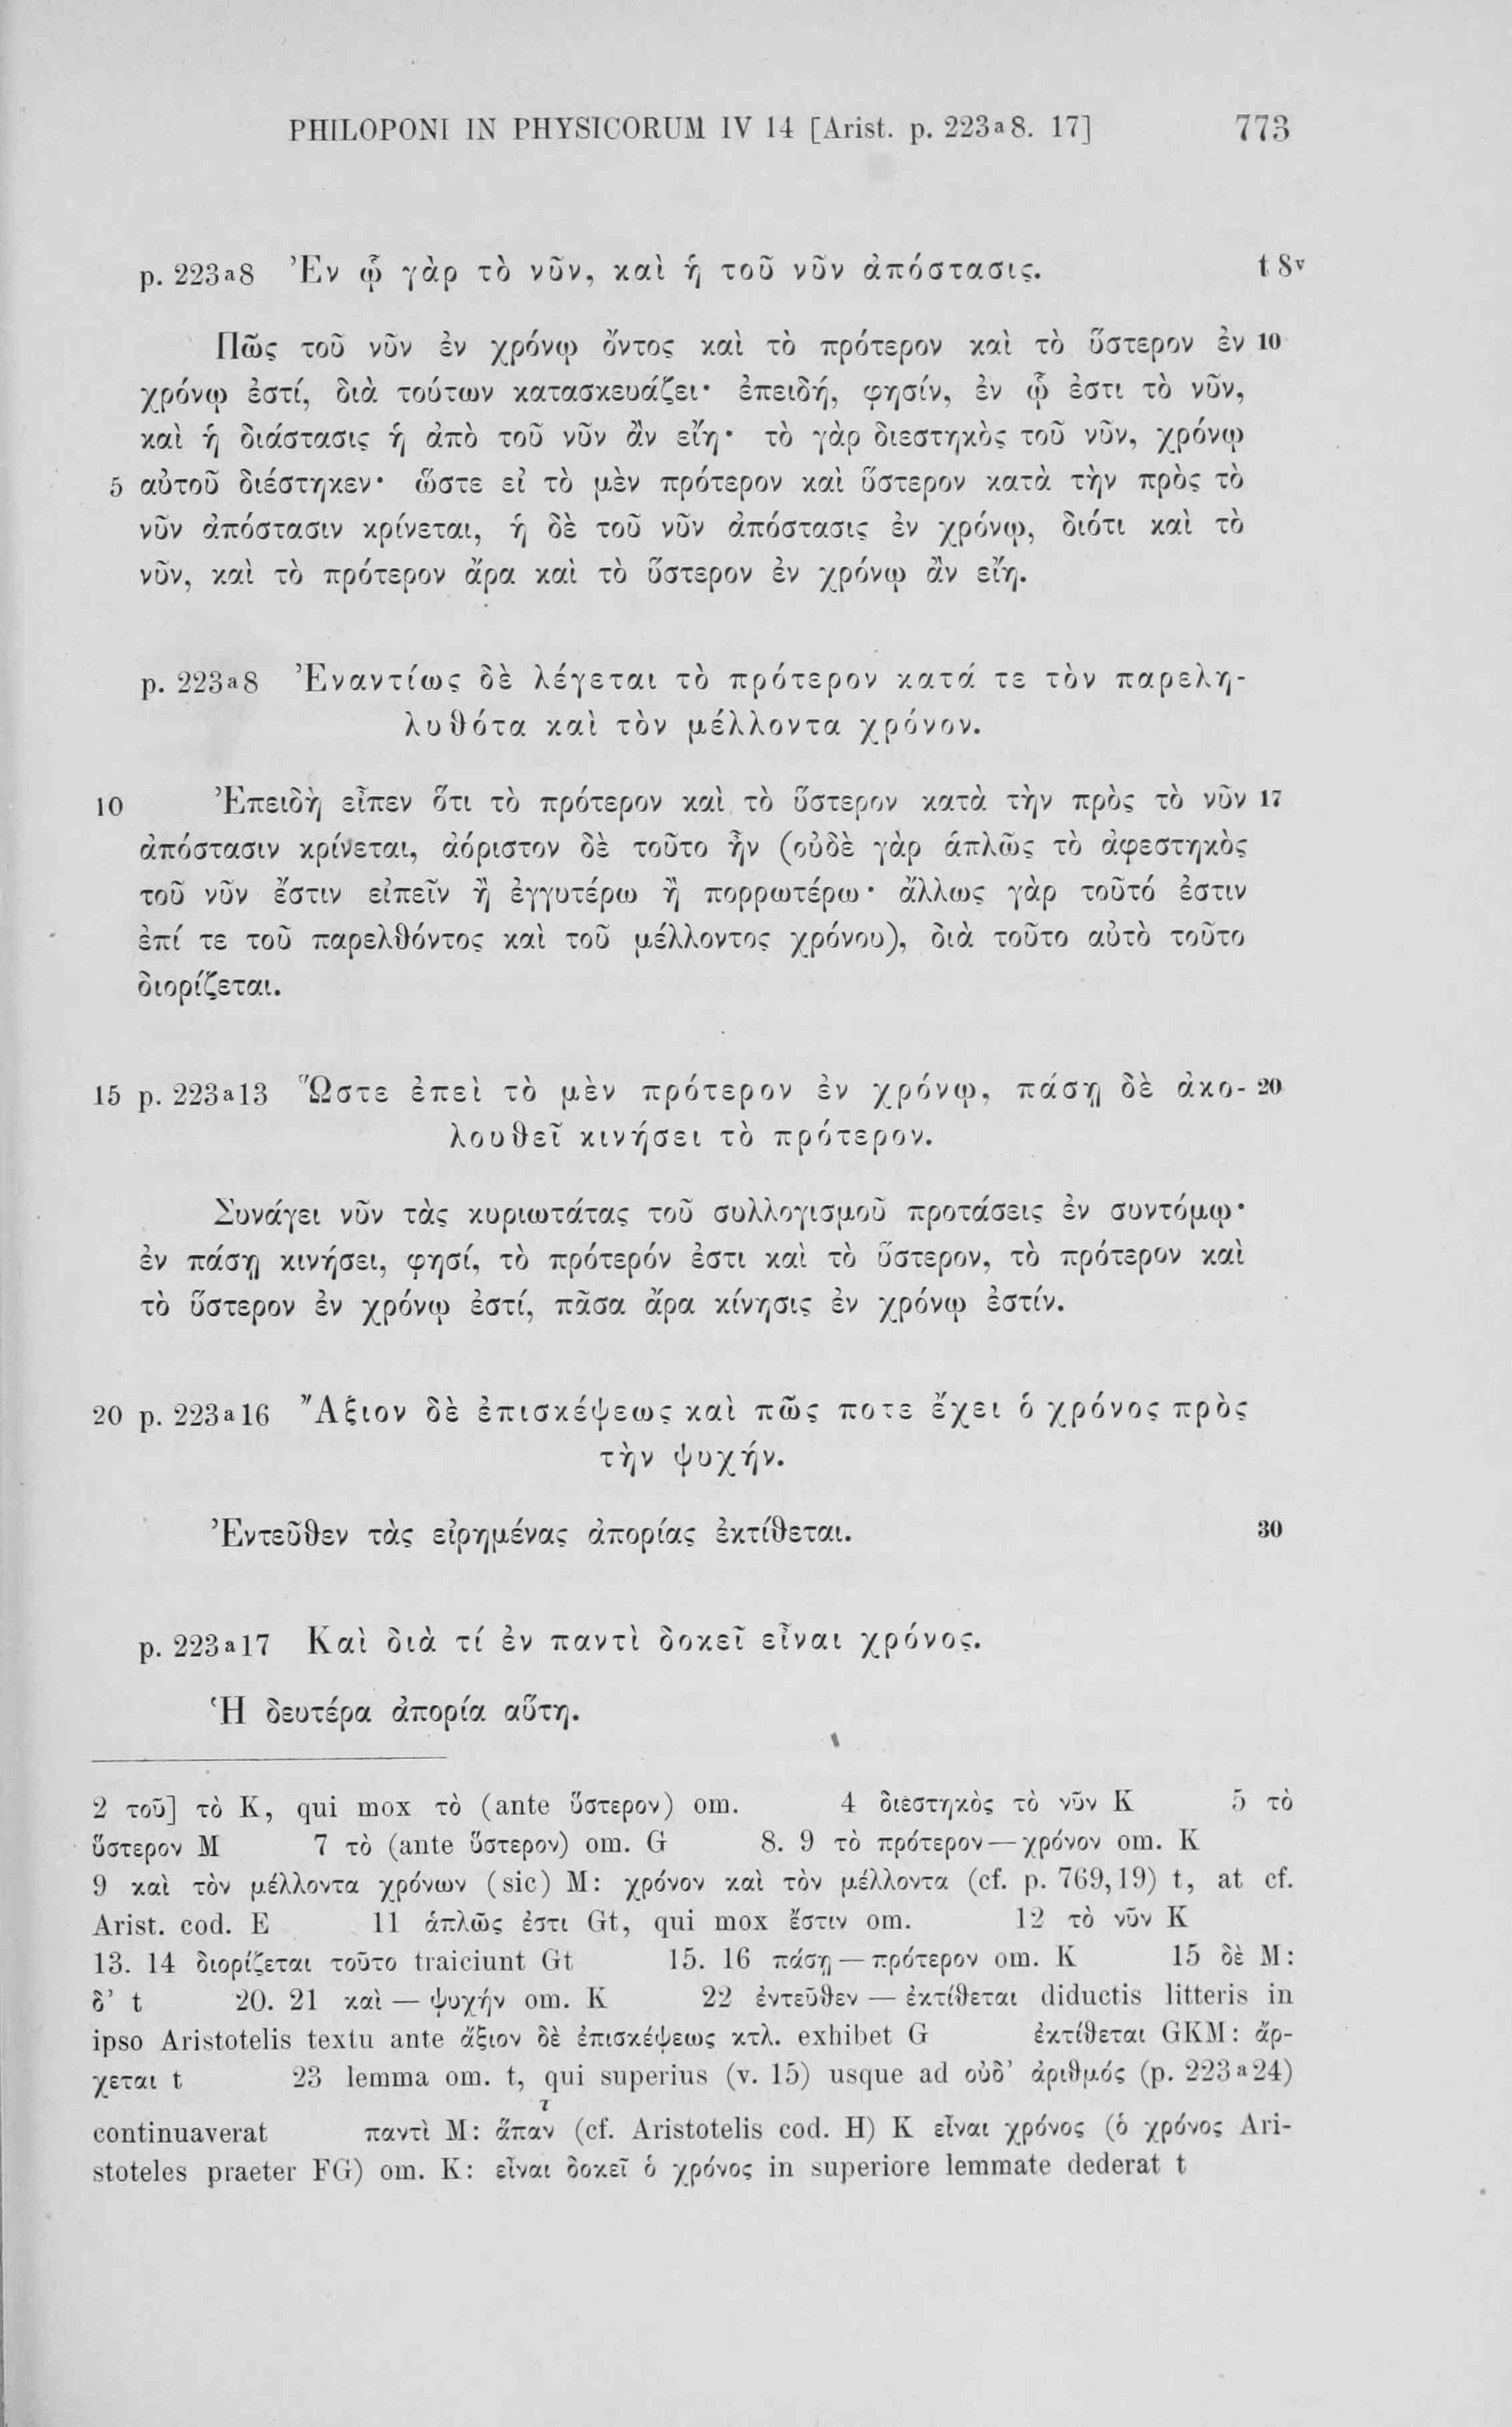 PHILOPONI IN PHYSICORUM IV 14 [Arist. p. 223a8. 17] 773
p. 223a8 Ἐν ᾧ γὰρ τὸ νῦν, καὶ ἡ τοῦ νῦν ἀπόστασις. t 8v
Πῶς τοῦ νῦν ἐν χρόνῳ ὄντος καὶ τὸ πρότερον καὶ τὸ ὕστερον ἐν 10
χρόνῳ ἐστί, διὰ τούτων κατασκευάζει· ἐπειδή, φησίν, ἐν ᾧ ἐστι τὸ νῦν,
καὶ ἡ διάστασις ἡ ἀπὸ τοῦ νῦν ἂν εἴη· τὸ γὰρ διεστηκὸς τοῦ νῦν, χρόνῳ
5 αὐτοῦ διέστηκεν· ὥστε εἰ τὸ μὲν πρότερον καὶ ὕστερον κατὰ τὴν πρὸς τὸ
νῦν ἀπόστασιν κρίνεται, ἡ δὲ τοῦ νῦν ἀπόστασις ἐν χρόνῳ, διότι καὶ τὸ
νῦν, καὶ τὸ πρότερον ἄρα καὶ τὸ ὕστερον ἐν χρόνῳ ἂν εἴη.
p. 223a8 Ἐναντίως δὲ λέγεται τὸ πρότερον κατά τε τὸν παρελη-
λυθότα καὶ τὸν μέλλοντα χρόνον.
10 Ἐπειδὴ εἶπεν ὅτι τὸ πρότερον καὶ τὸ ὕστερον κατὰ τὴν πρὸς τὸ νῦν 17
ἀπόστασιν κρίνεται, ἀόριστον δὲ τοῦτο ἦν (οὐδὲ γὰρ ἁπλῶς τὸ ἀφεστηκὸς
τοῦ νῦν ἔστιν εἰπεῖν ἢ ἐγγυτέρω ἢ πορρωτέρω· ἄλλως γὰρ τοῦτό ἐστιν
ἐπί τε τοῦ παρελθόντος καὶ τοῦ μέλλοντος χρόνου), διὰ τοῦτο αὐτὸ τοῦτο
διορίζεται.
15 p. 223a13 Ὥστε ἐπεὶ τὸ μὲν πρότερον ἐν χρόνῳ, πάσῃ δὲ ἀκο- 20
λουθεῖ κινήσει τὸ πρότερον.
Συνάγει νῦν τὰς κυριωτάτας τοῦ συλλογισμοῦ προτάσεις ἐν συντόμῳ·
ἐν πάσῃ κινήσει, φησί, τὸ πρότερόν ἐστι καὶ τὸ ὕστερον, τὸ πρότερον καὶ
τὸ ὕστερον ἐν χρόνῳ ἐστί, πᾶσα ἄρα κίνησις ἐν χρόνῳ ἐστίν.
20 p. 223a16 Ἄξιον δὲ ἐπισκέψεως καὶ πῶς ποτε ἔχει ὁ χρόνος πρὸς
τὴν ψυχήν.
Ἐντεῦθεν τὰς εἰρημένας ἀπορίας ἐκτίθεται. 30
p. 223a17 Καὶ διὰ τί ἐν παντὶ δοκεῖ εἶναι χρόνος.
Ἡ δευτέρα ἀπορία αὕτη.
2 τοῦ] τὸ K, qui mox τὸ (ante ὕστερον) om. 4 διεστηκὸς τὸ νῦν K 5 τὸ
ὕστερον M 7 τὸ (ante ὕστερον) om. G 8. 9 τὸ πρότερον — χρόνον om. K
9 καὶ τὸν μέλλοντα χρόνων (sic) M: χρόνον καὶ τὸν μέλλοντα (cf. p. 769,19) t, at cf.
Arist. cod. E 11 ἁπλῶς ἐστι Gt, qui mox ἔστιν om. 12 τὸ νῦν K
13. 14 διορίζεται τοῦτο traiciunt Gt 15. 16 πάσῃ — πρότερον om. K 15 δὲ M:
δ’ t 20. 21 καὶ — ψυχήν om. K 22 ἐντεῦθεν — ἐκτίθεται diductis litteris in
ipso Aristotelis textu ante ἄξιον δὲ ἐπισκέψεως κτλ. exhibet G ἐκτίθεται GKM: ἄρ-
χεται t 23 lemma om. t, qui superius (v. 15) usque ad οὐδ’ ἀριθμός (p. 223a24)
continuaverat παντὶ M: ἅπαντ (cf. Aristotelis cod. H) K εἶναι χρόνος (ὁ χρόνος Ari-
stoteles praeter FG) om. K: εἶναι δοκεῖ ὁ χρόνος in superiore lemmate dederat t